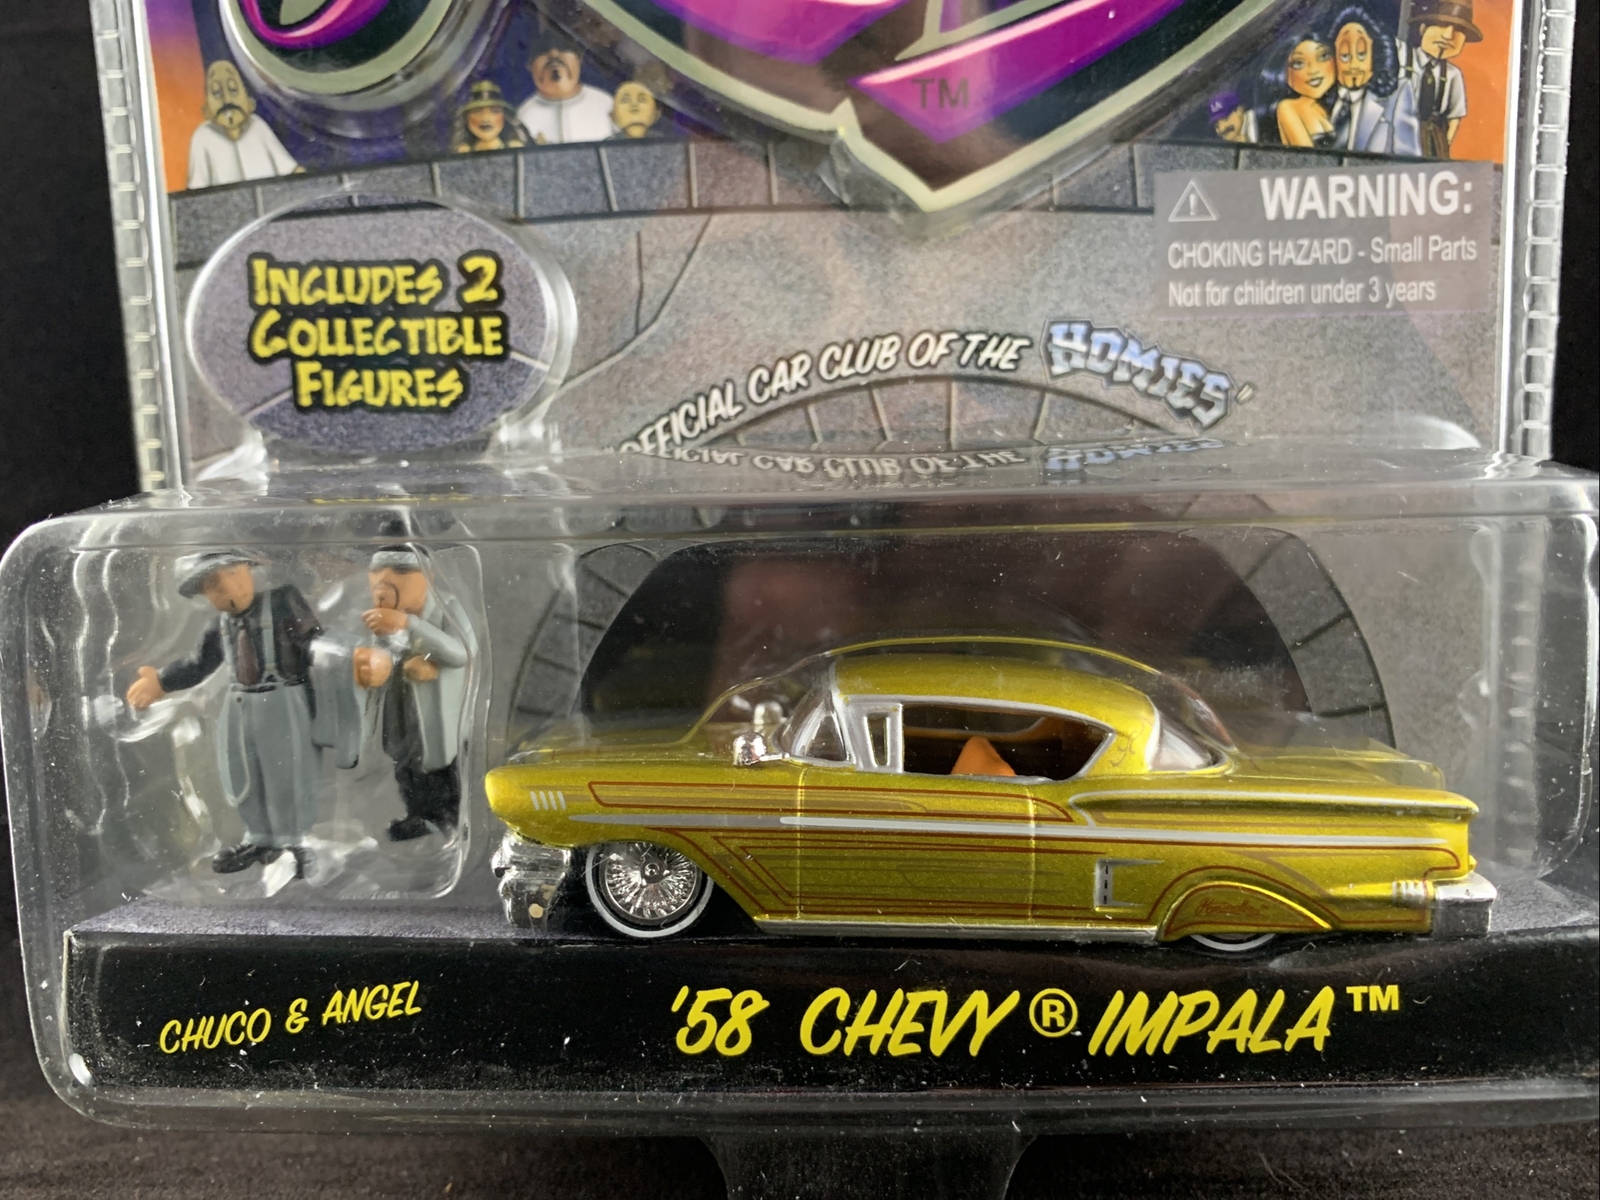 TM
WARNING:
CHOKING HAZARD - Small Parts
Not for children under 3 years
INCLUDES 2
COLLECTIBLE
FIGURES
OFFICIAL CAR CLUB OF THE HOMIES
CHUCO & ANGEL
'58 CHEVY® IMPALA™